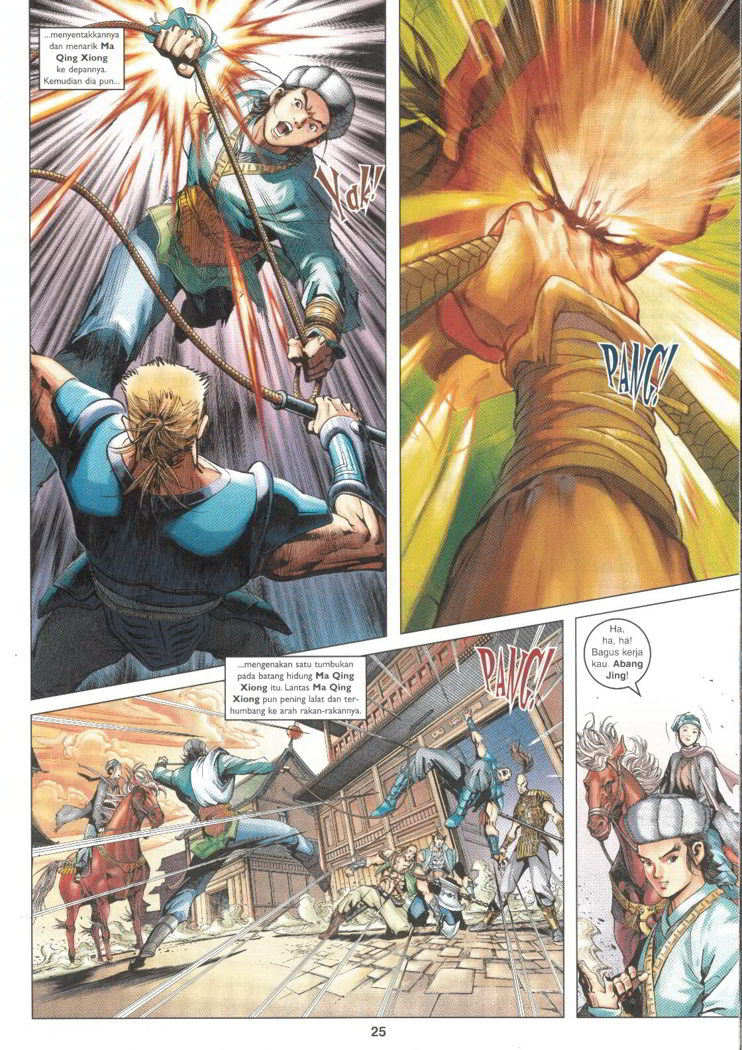 ...menyentakkannya
dan menarik Ma
Qing Xiong
ke depannya.
Kemudian dia pun...
Yak!
PANG!
...mengenakan satu tumbukan
pada batang hidung Ma Qing
Xiong itu. Lantas Ma Qing
Xiong pun pening lalat dan ter-
humbang ke arah rakan-rakannya.
PANG!
Ha,
ha, ha!
Bagus kerja
kau. Abang
Jing!
25